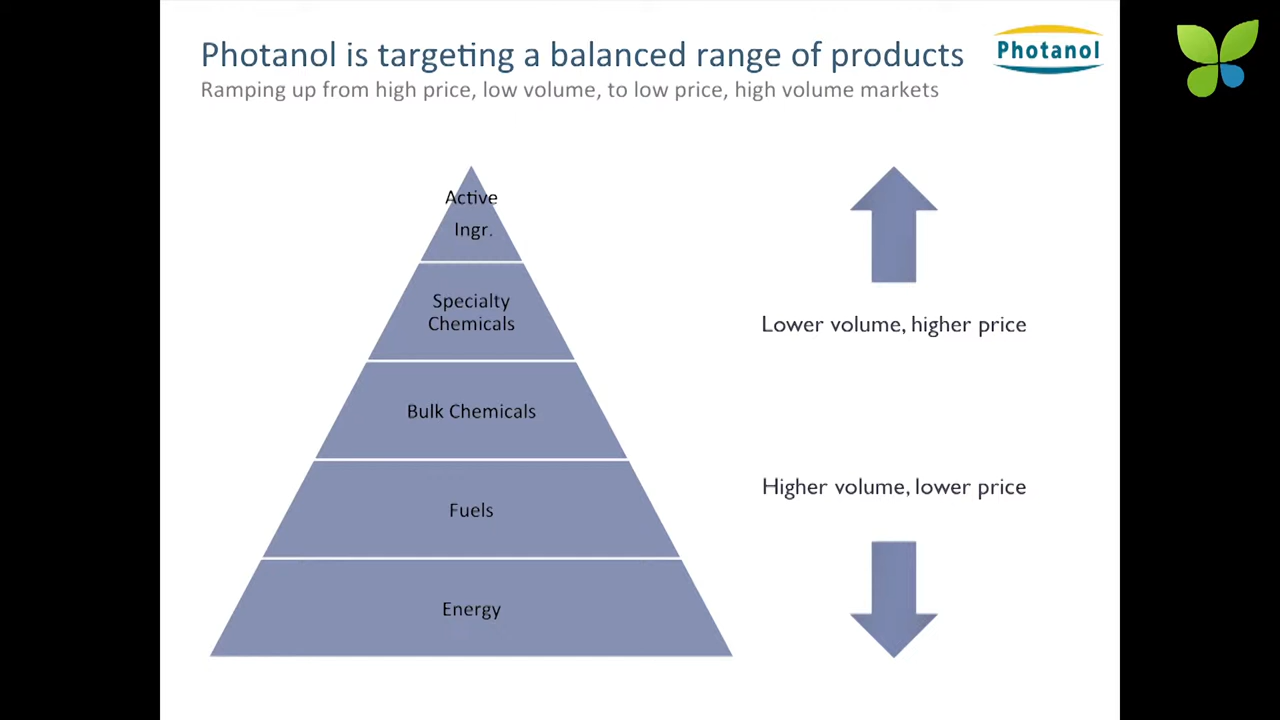 Photanol is targeting a balanced range of products
Photanol
Ramping up from high price, low volume, to low price, high volume markets
Active
Ingr.
Specialty
Chemicals
Bulk Chemicals
Fuels
Energy
Lower volume, higher price
Higher volume, lower price